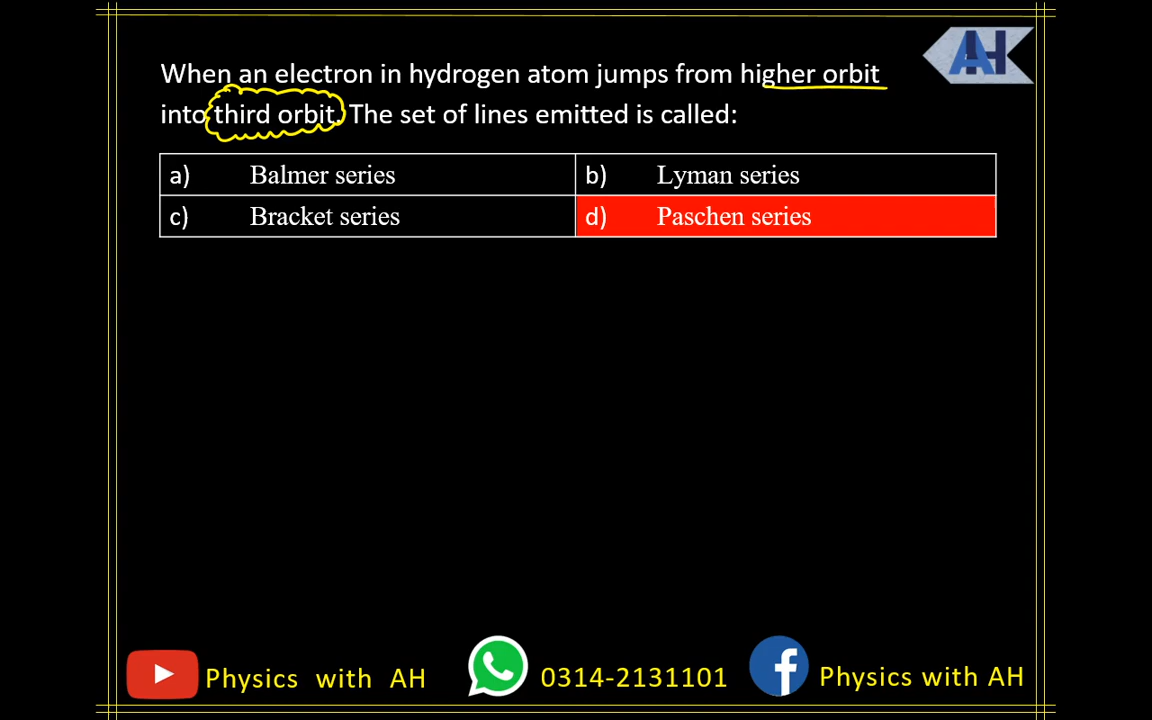 AHK
When an electron in hydrogen atom jumps from higher orbit
into third orbit. The set of lines emitted is called:
a) Balmer series b) Lyman series
c) Bracket series d) Paschen series
Physics with AH 0314-2131101 Physics with AH